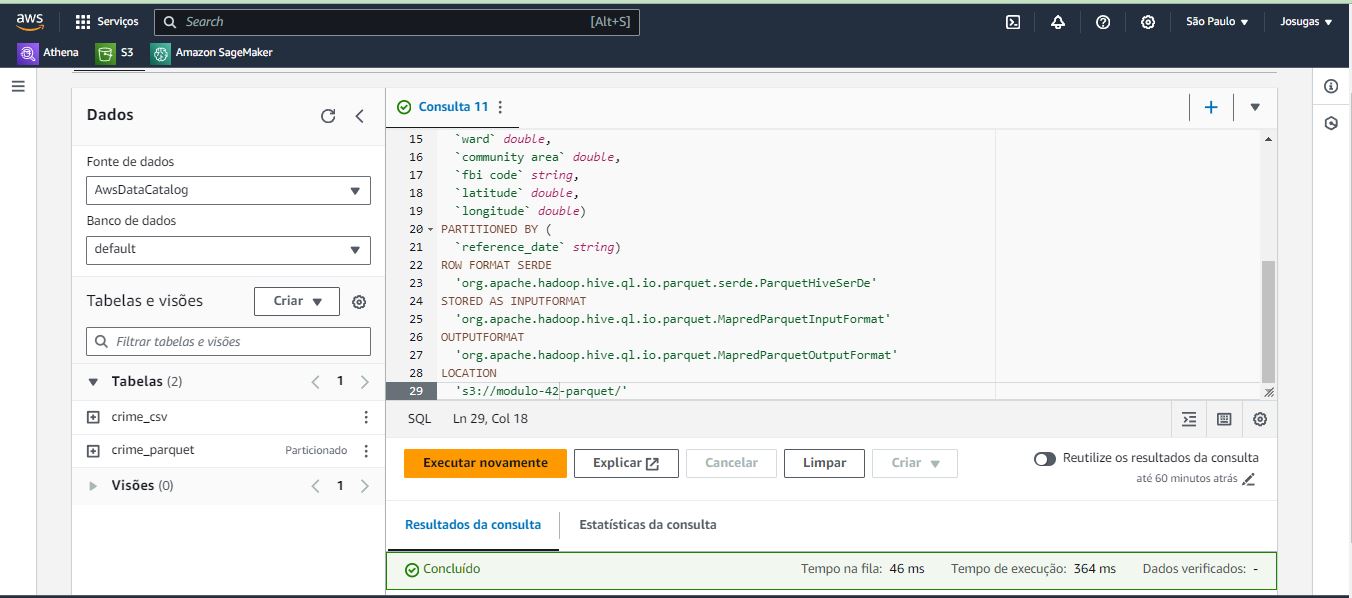 aws Serviços Search [Alt+S] São Paulo Josugas
Athena S3 Amazon SageMaker
Dados
Fonte de dados
AwsDataCatalog
Banco de dados
default
Tabelas e visões Criar
Filtrar tabelas e visões
Tabelas (2) 1
crime_csv
crime_parquet Particionado
Visões (0) 1
Consulta 11
15 `ward` double,
16 `community area` double,
17 `fbi code` string,
18 `latitude` double,
19 `longitude` double)
20 PARTITIONED BY (
21 `reference_date` string)
22 ROW FORMAT SERDE
23 'org.apache.hadoop.hive.ql.io.parquet.serde.ParquetHiveSerDe'
24 STORED AS INPUTFORMAT
25 'org.apache.hadoop.hive.ql.io.parquet.MapredParquetInputFormat'
26 OUTPUTFORMAT
27 'org.apache.hadoop.hive.ql.io.parquet.MapredParquetOutputFormat'
28 LOCATION
29 's3://modulo-42-parquet/'
SQL Ln 29, Col 18
Executar novamente Explicar Cancelar Limpar Criar Reutilize os resultados da consulta
até 60 minutos atrás
Resultados da consulta Estatísticas da consulta
Concluído Tempo na fila: 46 ms Tempo de execução: 364 ms Dados verificados: -